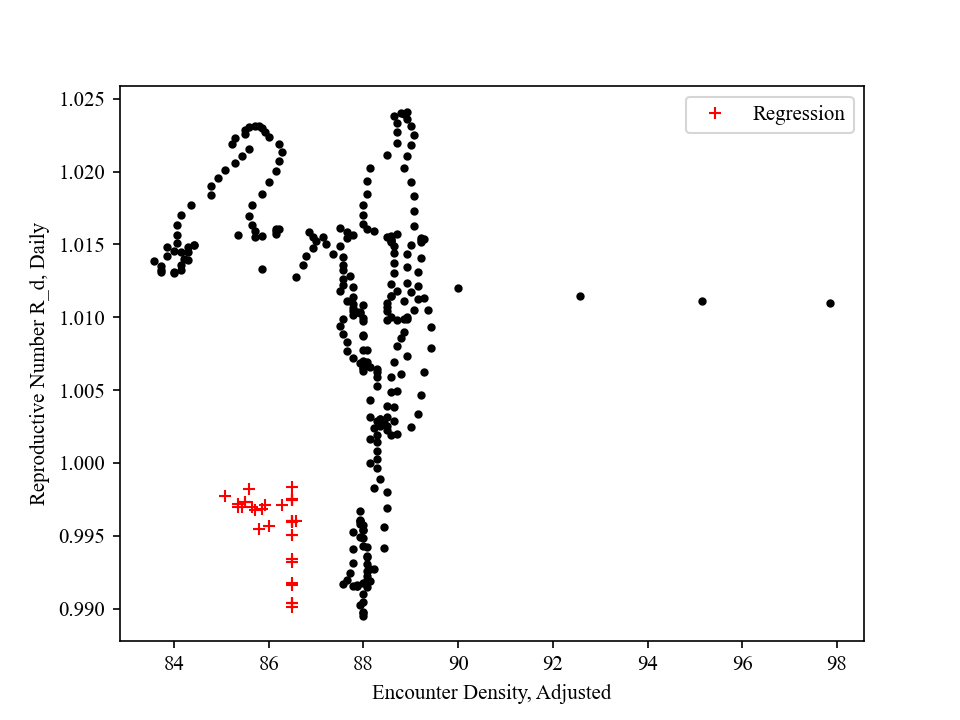 1.025
1.020
1.015
1.010
1.005
1.000
0.995
0.990
Reproductive Number R_d, Daily
Regression
84 86 88 90 92 94 96 98
Encounter Density, Adjusted